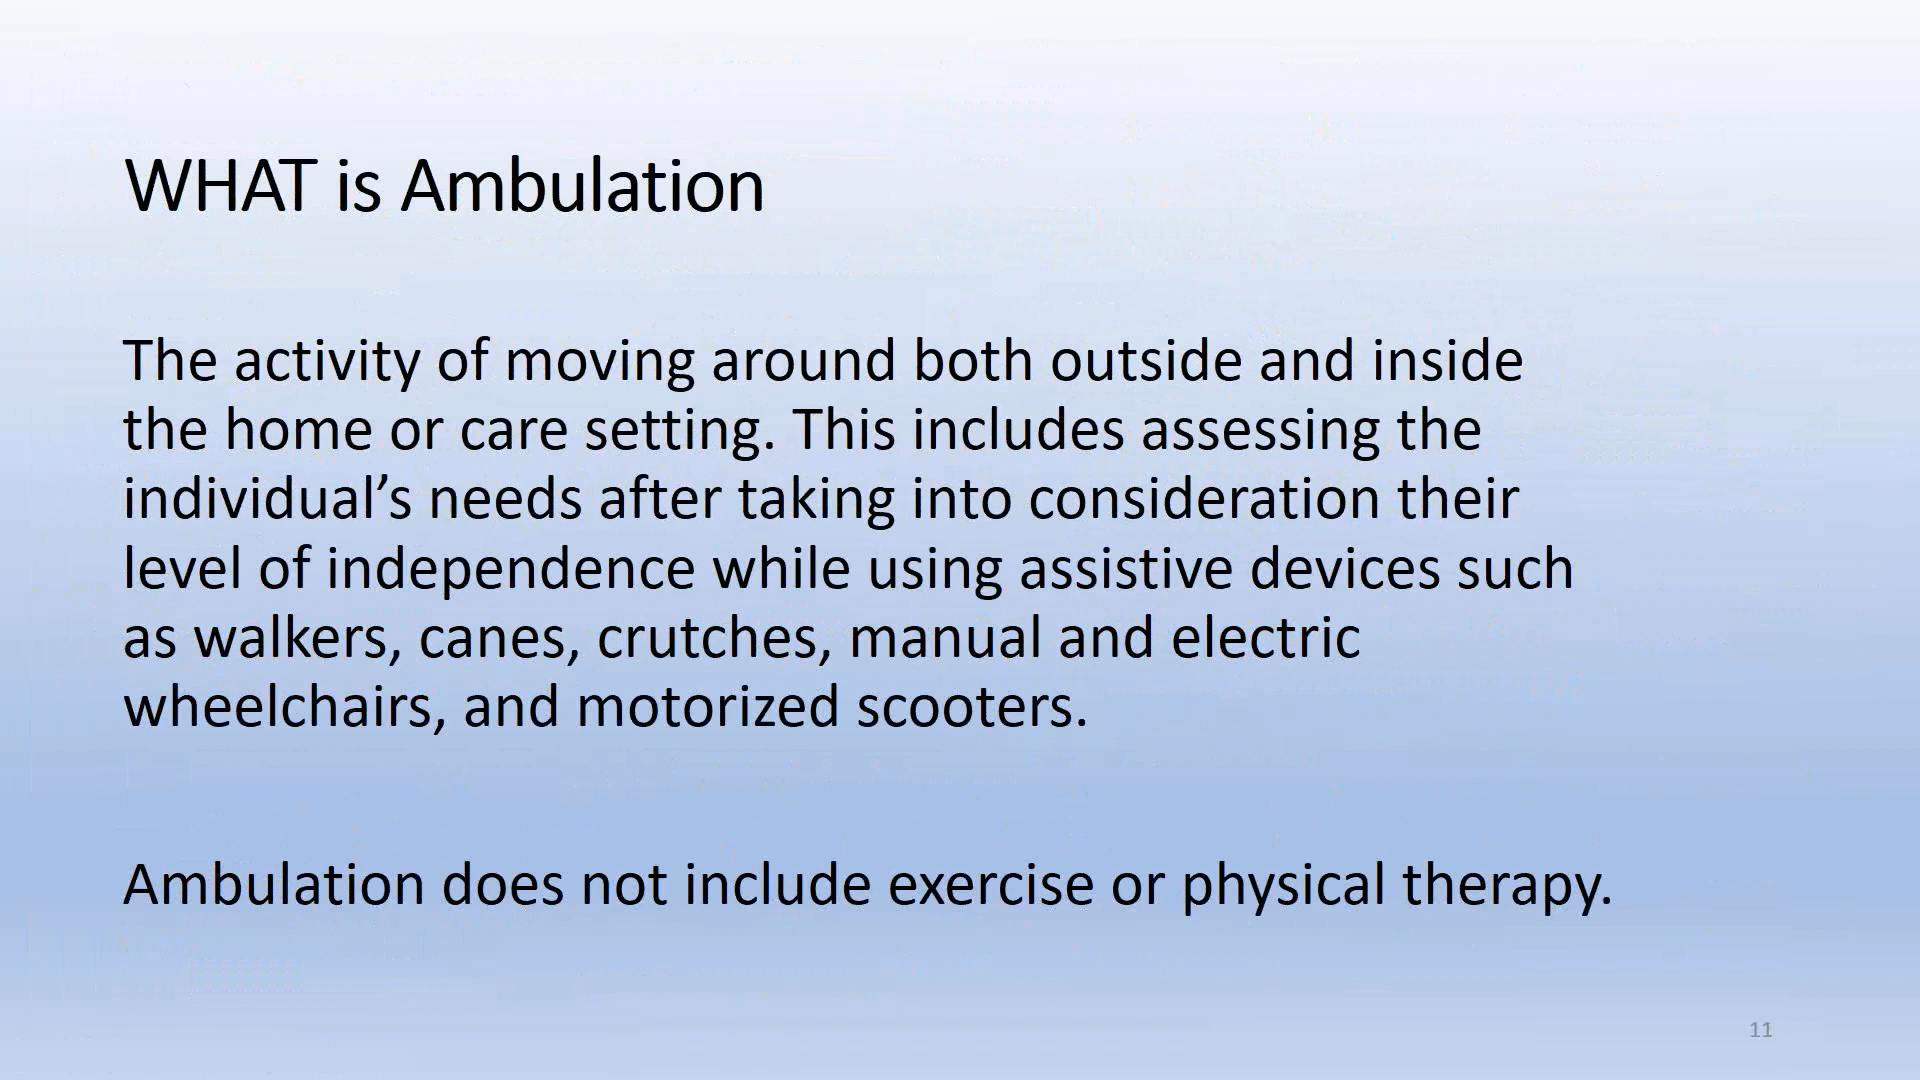 WHAT is Ambulation
The activity of moving around both outside and inside
the home or care setting. This includes assessing the
individual’s needs after taking into consideration their
level of independence while using assistive devices such
as walkers, canes, crutches, manual and electric
wheelchairs, and motorized scooters.
Ambulation does not include exercise or physical therapy.
11